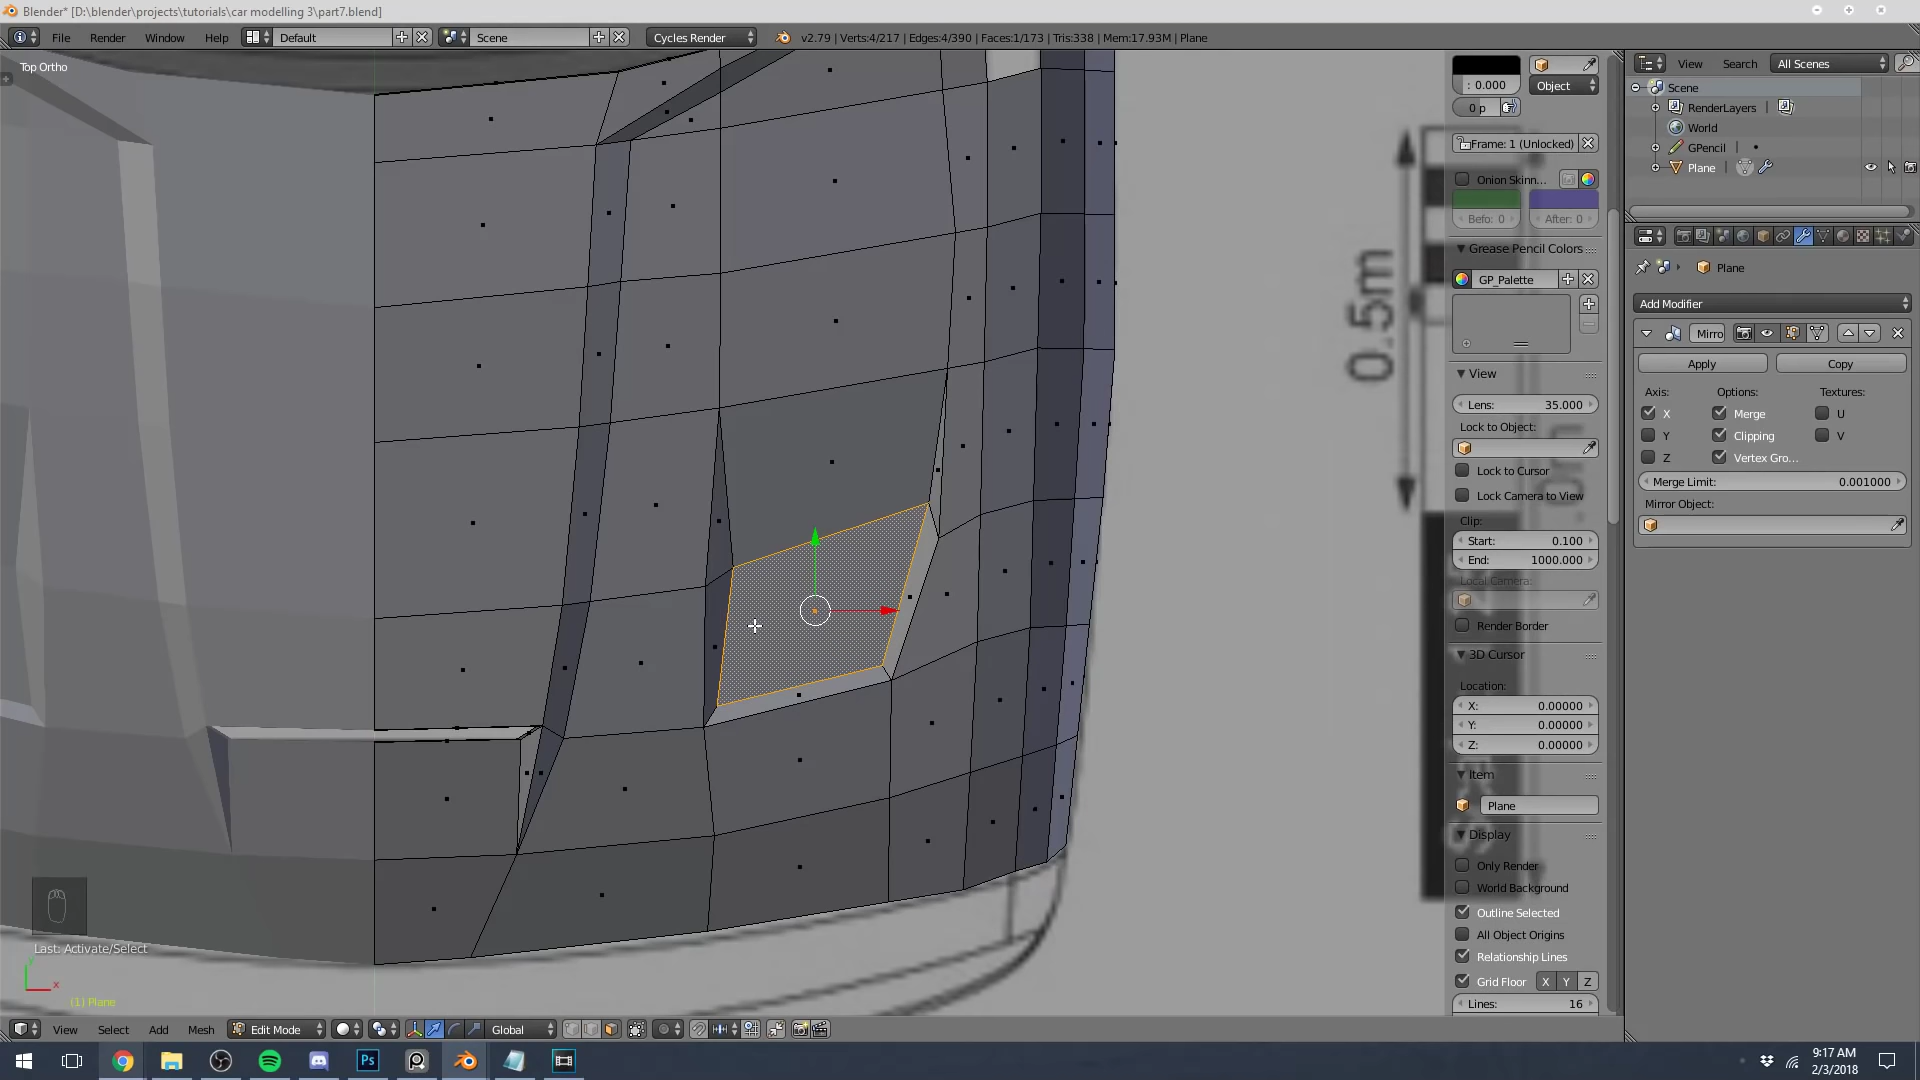 Blender* [D:\blender\projects\tutorials\car modelling 3\part7.blend]
File Render Window Help Default Scene Cycles Render v2.79 | Verts:4/217 | Edges:4/390 | Faces:1/173 | Tris:338 | Mem:17.93M | Plane
Top Ortho
0.5m
Last: Activate/Select
y
x
(1) Plane
View Select Add Mesh Edit Mode Global
: 0.000
Object
0 p
Frame: 1 (Unlocked)
Onion Skinn...
Befo: 0 After: 0
Grease Pencil Colors
GP_Palette
View
Lens: 35.000
Lock to Object:
Lock to Cursor
Lock Camera to View
Clip:
Start: 0.100
End: 1000.000
Local Camera:
Render Border
3D Cursor
Location:
X: 0.00000
Y: 0.00000
Z: 0.00000
Item
Plane
Display
Only Render
World Background
Outline Selected
All Object Origins
Relationship Lines
Grid Floor X Y Z
Lines: 16
View Search All Scenes
Scene
RenderLayers
World
GPencil
Plane
Plane
Add Modifier
Mirro
Apply Copy
Axis: Options: Textures:
X Merge U
Y Clipping V
Z Vertex Gro...
Merge Limit: 0.001000
Mirror Object:
Ps
9:17 AM
2/3/2018